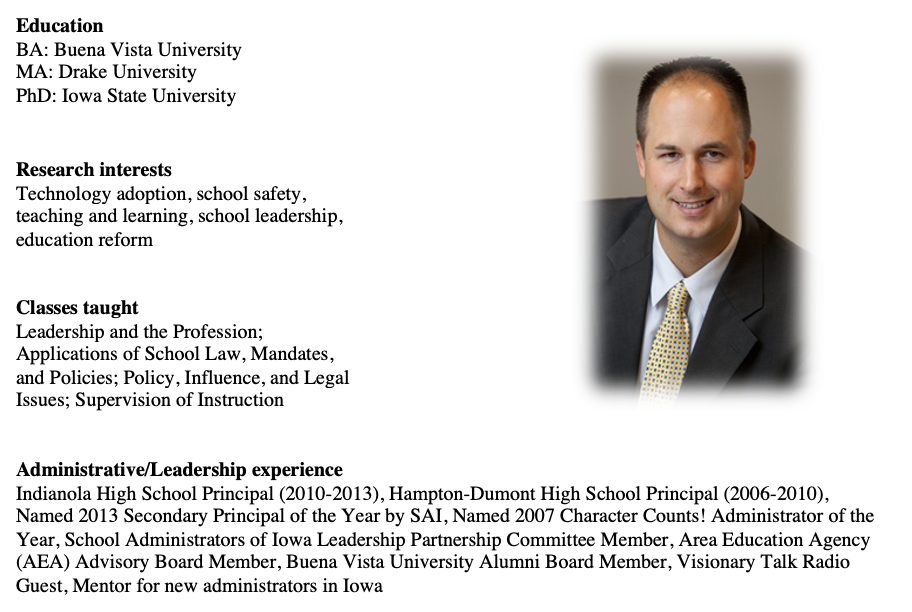 Education
BA: Buena Vista University
MA: Drake University
PhD: Iowa State University
Research interests
Technology adoption, school safety,
teaching and learning, school leadership,
education reform
Classes taught
Leadership and the Profession;
Applications of School Law, Mandates,
and Policies; Policy, Influence, and Legal
Issues; Supervision of Instruction
Administrative/Leadership experience
Indianola High School Principal (2010-2013), Hampton-Dumont High School Principal (2006-2010),
Named 2013 Secondary Principal of the Year by SAI, Named 2007 Character Counts! Administrator of the
Year, School Administrators of Iowa Leadership Partnership Committee Member, Area Education Agency
(AEA) Advisory Board Member, Buena Vista University Alumni Board Member, Visionary Talk Radio
Guest, Mentor for new administrators in Iowa